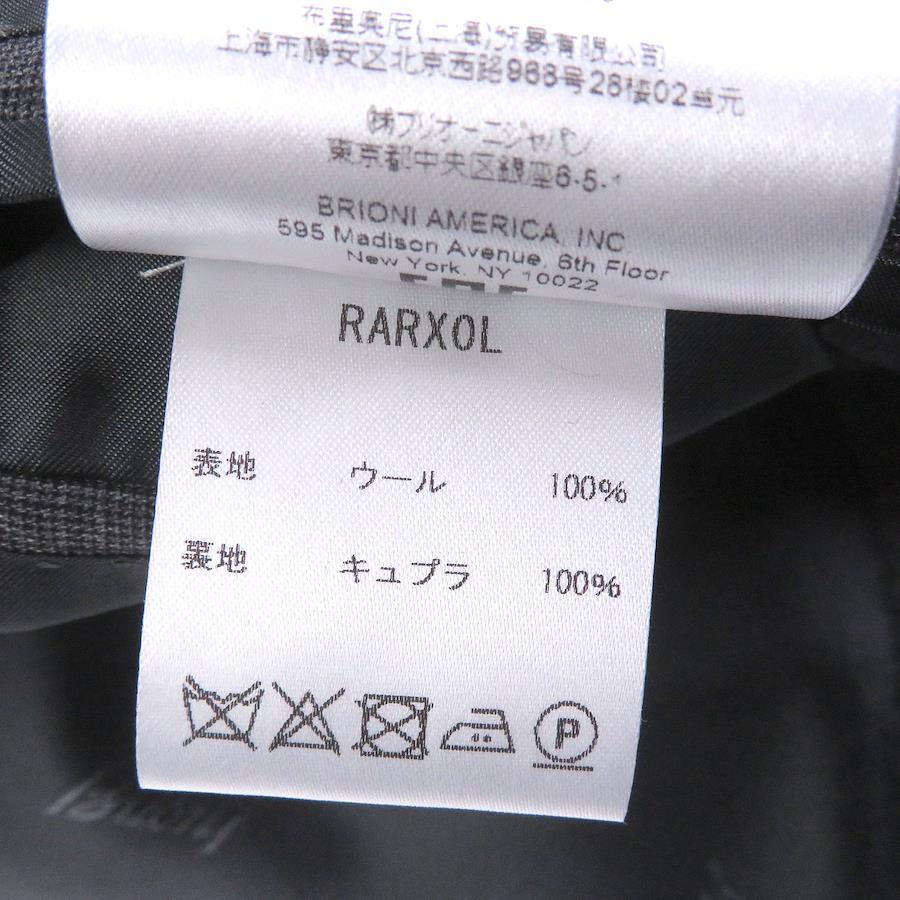 布里奥尼(上海)贸易有限公司
上海市静安区北京西路968号28楼02单元
㈱ブリオーニジャパン
東京都中央区銀座6-5-1
BRIONI AMERICA, INC
595 Madison Avenue, 6th Floor
New York, NY 10022
RARXOL
表地 ウール 100%
裏地 キュプラ 100%
P